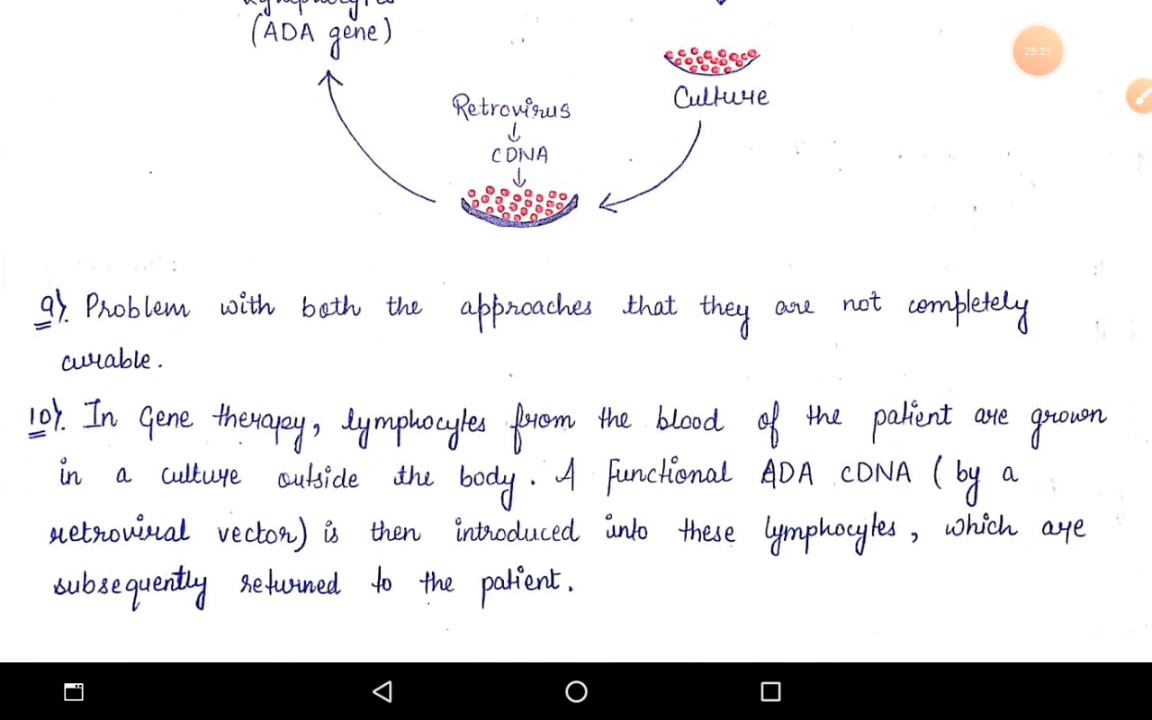 (ADA gene)
25:21
Culture
Retrovirus
CDNA
9). Problem with both the approaches that they are not completely
curable.
10). In Gene therapy, lymphocytes from the blood of the patient are grown
in a culture outside the body. A functional ADA cDNA (by a
retroviral vector) is then introduced into these lymphocytes, which are
subsequently returned to the patient.